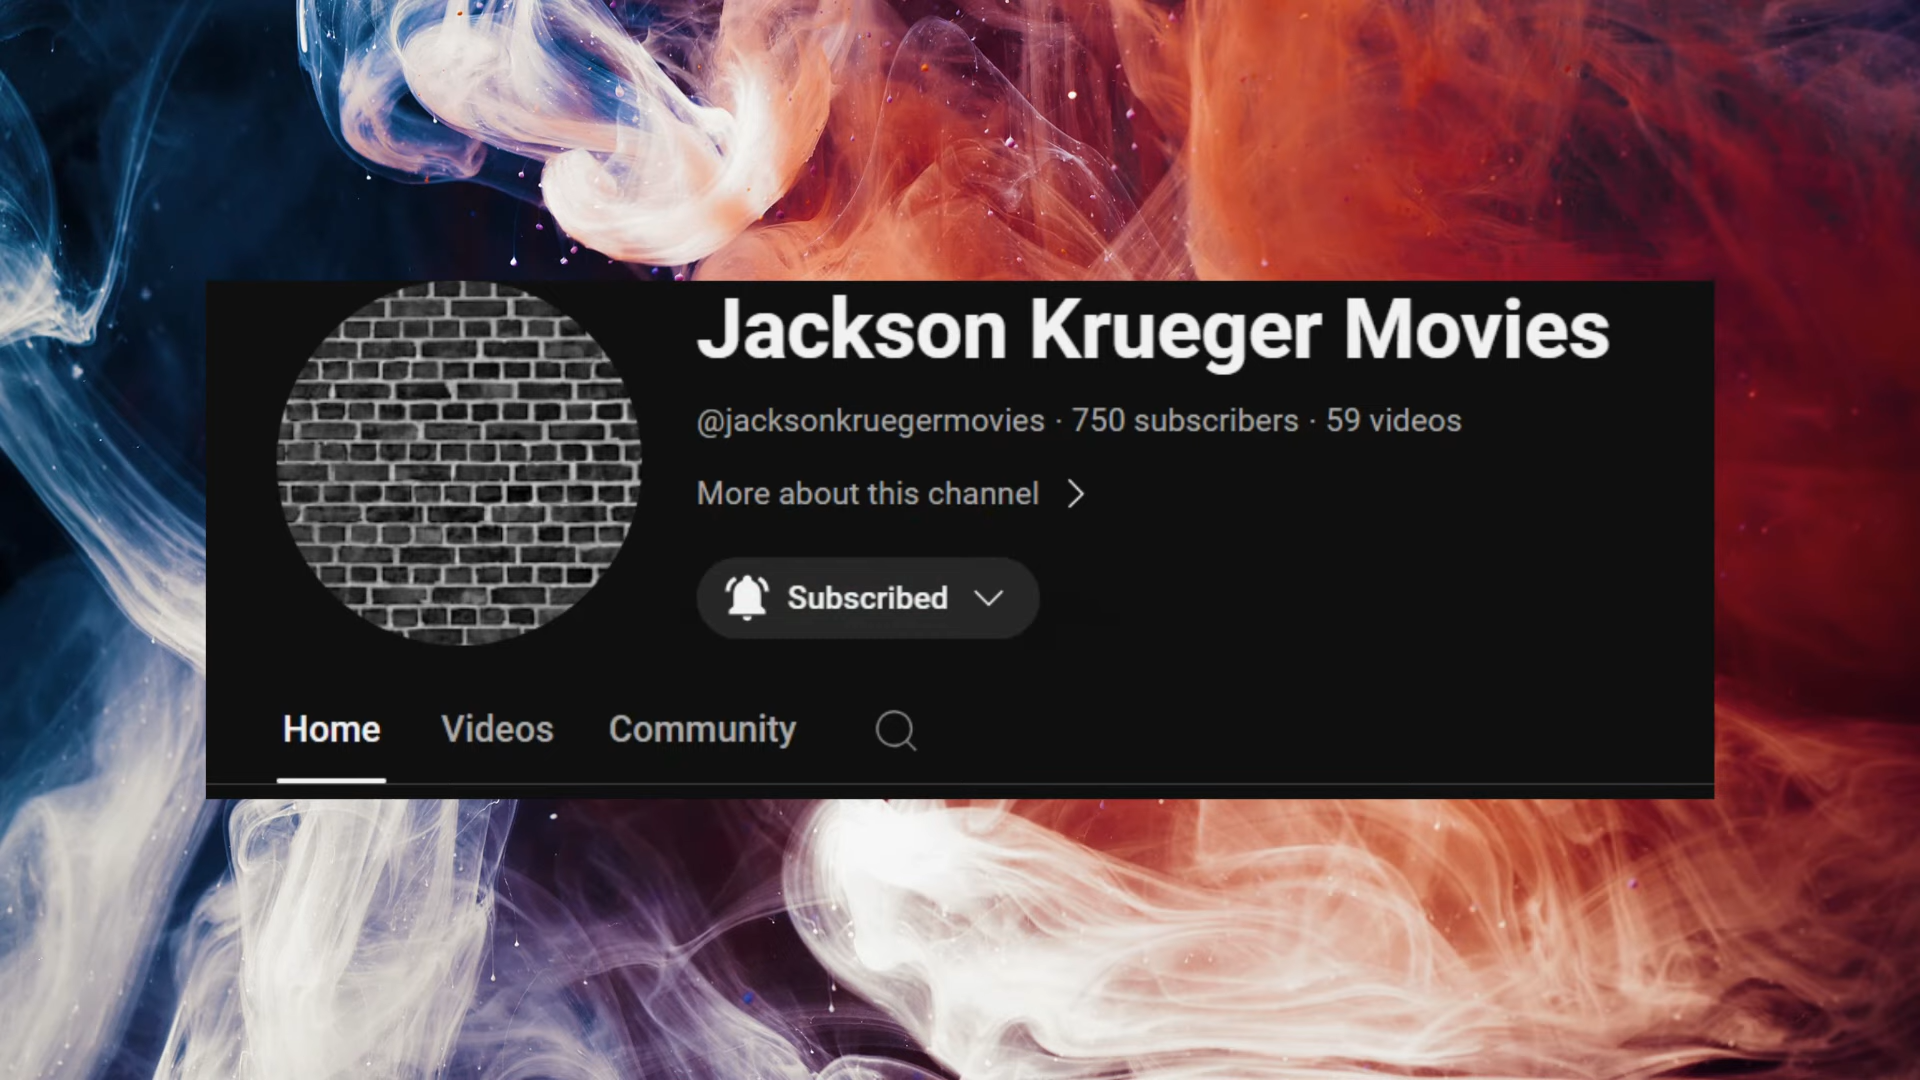 Jackson Krueger Movies
@jacksonkruegermovies · 750 subscribers · 59 videos
More about this channel
Subscribed
Home Videos Community